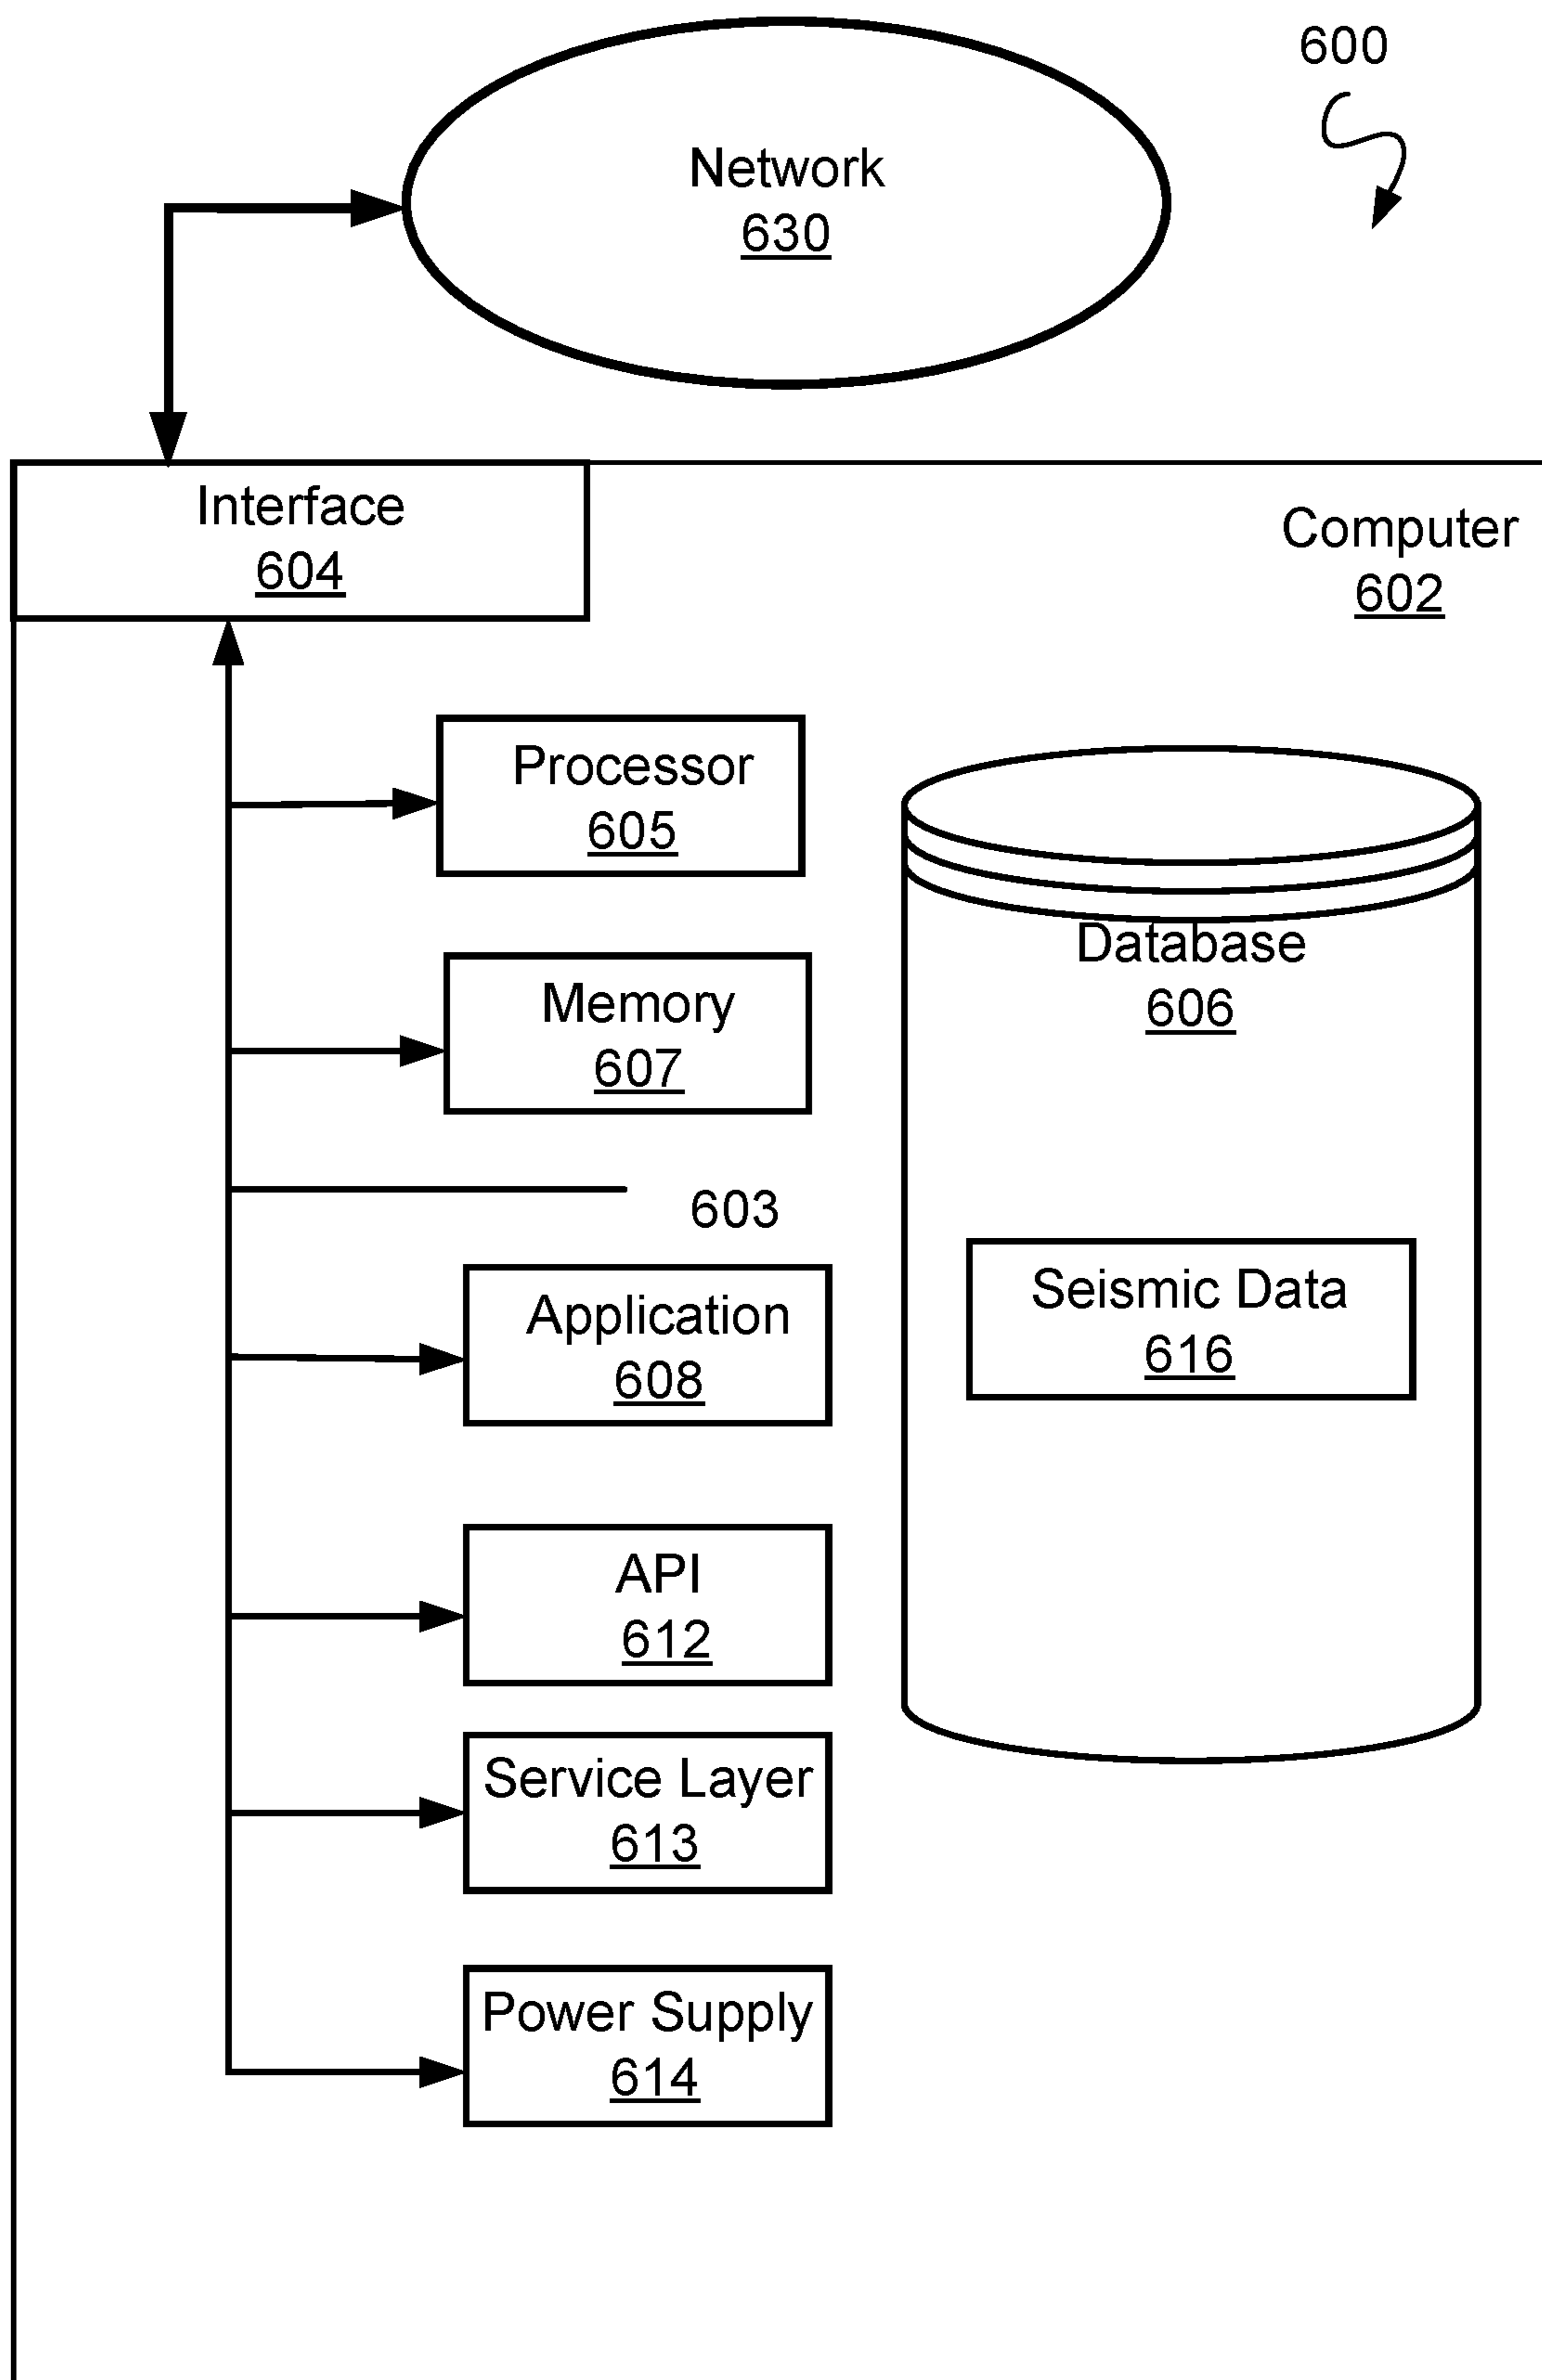 600
Network
630
Interface
604
Computer
602
Processor
605
Database
606
Memory
607
603
Seismic Data
616
Application
608
API
612
Service Layer
613
Power Supply
614